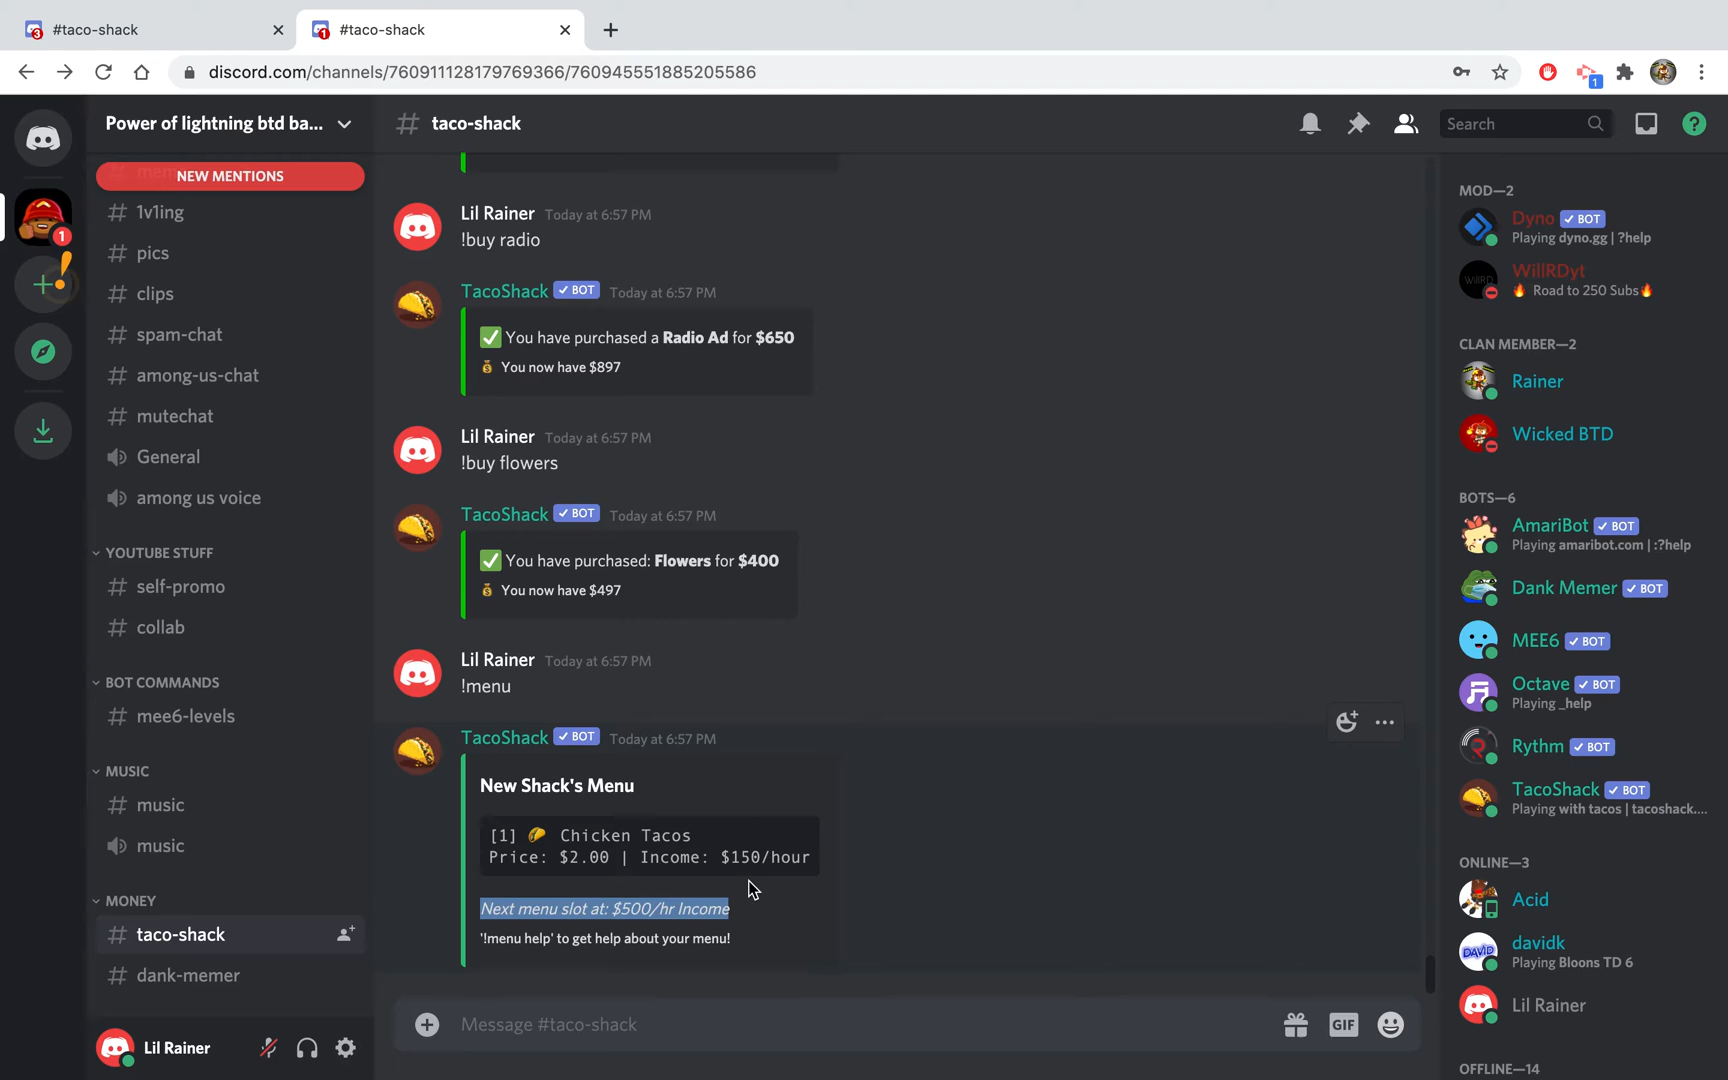 #taco-shack
#taco-shack
discord.com/channels/760911128179769366/760945551885205586
1
Power of lightning btd ba...
# taco-shack
Search
NEW MENTIONS
# 1v1ing
# pics
# clips
# spam-chat
# among-us-chat
# mutechat
General
among us voice
YOUTUBE STUFF
# self-promo
# collab
BOT COMMANDS
# mee6-levels
MUSIC
# music
music
MONEY
# taco-shack
# dank-memer
Lil Rainer
Lil Rainer Today at 6:57 PM
!buy radio
TacoShack ✓ BOT Today at 6:57 PM
You have purchased a Radio Ad for $650
You now have $897
Lil Rainer Today at 6:57 PM
!buy flowers
TacoShack ✓ BOT Today at 6:57 PM
You have purchased: Flowers for $400
You now have $497
Lil Rainer Today at 6:57 PM
!menu
TacoShack ✓ BOT Today at 6:57 PM
New Shack's Menu
[1] 🌮 Chicken Tacos
Price: $2.00 | Income: $150/hour
Next menu slot at: $500/hr Income
'!menu help' to get help about your menu!
Message #taco-shack
GIF
MOD—2
Dyno ✓ BOT
Playing dyno.gg | ?help
WillRDyt
🔥 Road to 250 Subs🔥
CLAN MEMBER—2
Rainer
Wicked BTD
BOTS—6
AmariBot ✓ BOT
Playing amaribot.com | :?help
Dank Memer ✓ BOT
MEE6 ✓ BOT
Octave ✓ BOT
Playing _help
Rythm ✓ BOT
TacoShack ✓ BOT
Playing with tacos | tacoshack....
ONLINE—3
Acid
davidk
Playing Bloons TD 6
Lil Rainer
OFFLINE—14